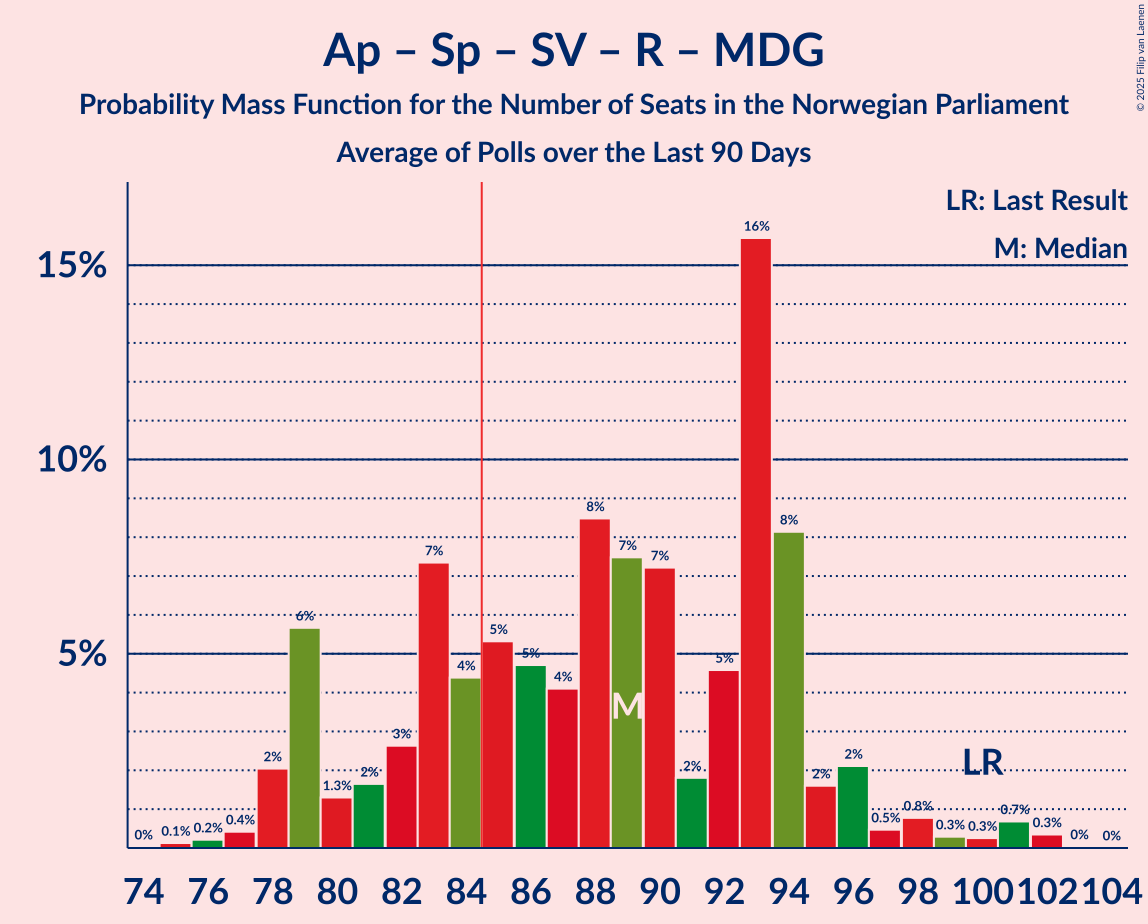 Ap – Sp – SV – R – MDG
Probability Mass Function for the Number of Seats in the Norwegian Parliament
Average of Polls over the Last 90 Days
© 2025 Filip van Laenen
LR: Last Result
M: Median
15%
10%
5%
0% 0.1% 0.2% 0.4% 2% 6% 1.3% 2% 3% 7% 4% 5% 5% 4% 8% 7% 7% 2% 5% 16% 8% 2% 2% 0.5% 0.8% 0.3% 0.3% 0.7% 0.3% 0% 0%
M
LR
74 76 78 80 82 84 86 88 90 92 94 96 98 100 102 104